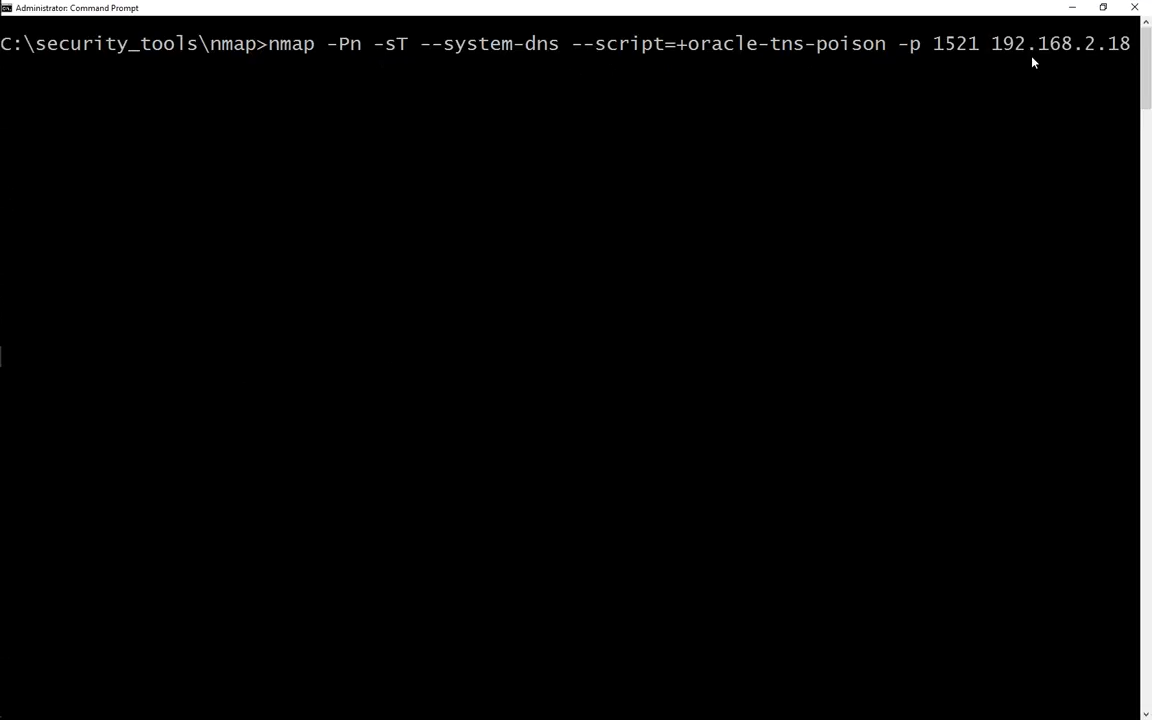 Administrator: Command Prompt
C:\security_tools\nmap>nmap -Pn -sT --system-dns --script=+oracle-tns-poison -p 1521 192.168.2.18